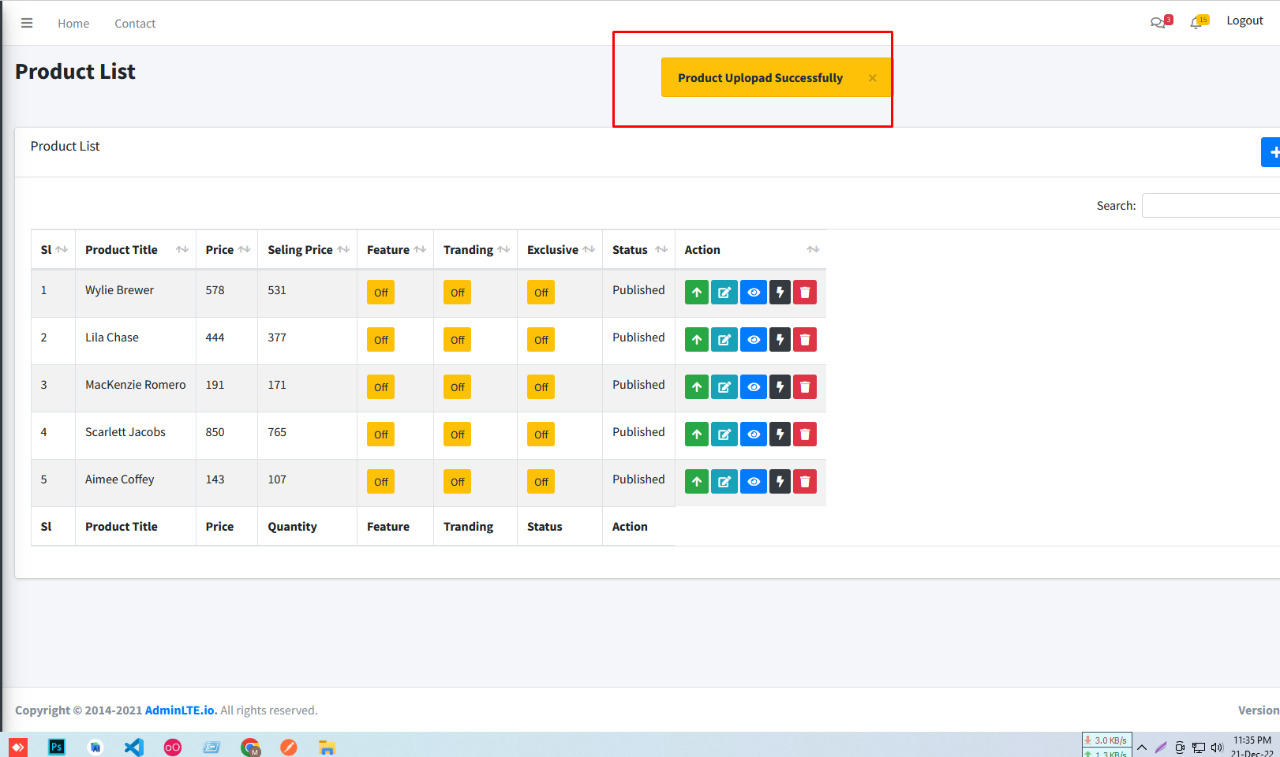 Home Contact 3 15 Logout
Product List
Product Uplopad Successfully ×
Product List
Search:
Sl Product Title Price Seling Price Feature Tranding Exclusive Status Action
1 Wylie Brewer 578 531 Off Off Off Published
2 Lila Chase 444 377 Off Off Off Published
3 MacKenzie Romero 191 171 Off Off Off Published
4 Scarlett Jacobs 850 765 Off Off Off Published
5 Aimee Coffey 143 107 Off Off Off Published
Sl Product Title Price Quantity Feature Tranding Status Action
Copyright © 2014-2021 AdminLTE.io. All rights reserved. Version
Ps M 3.0 KB/s 11:35 PM
1.3 KB/s 21-Dec-22